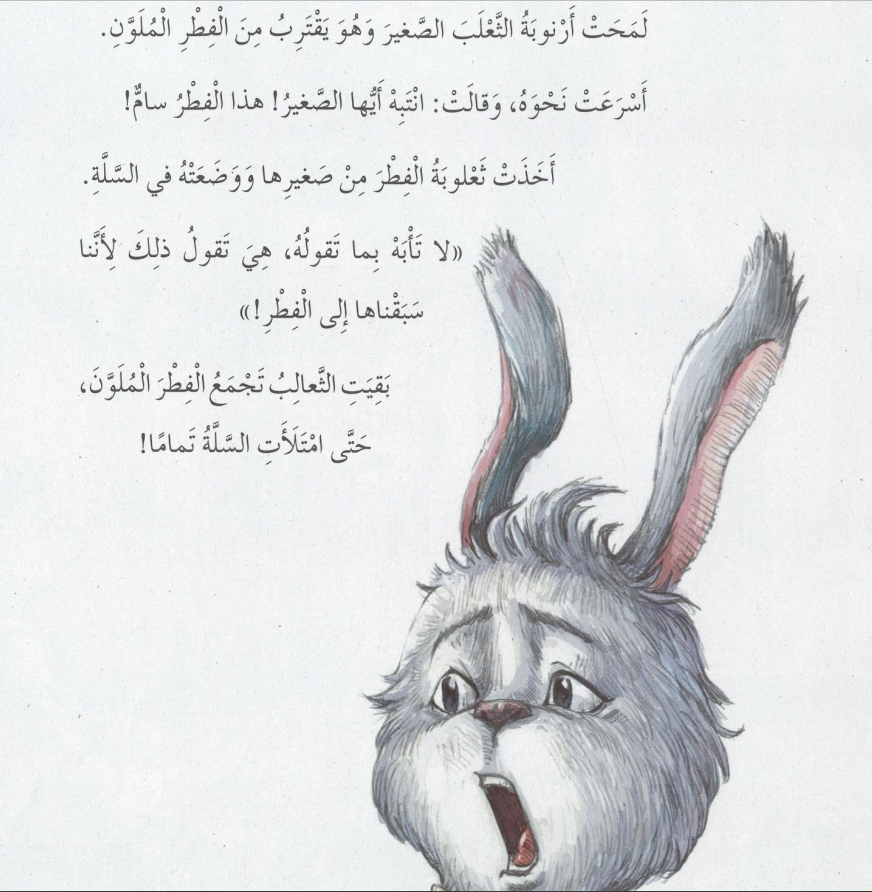 لَمَحَتْ أَرْنوبَةُ الثَّعْلَبَ الصَّغيرَ وَهُوَ يَقْتَرِبُ مِنَ الْفِطْرِ الْمُلَوَّنِ.
أَسْرَعَتْ نَحْوَهُ، وَقالَتْ: انْتَبِهْ أَيُّها الصَّغيرُ! هذا الْفِطْرُ سامٌّ!
أَخَذَتْ ثَعْلوبَةُ الْفِطْرَ مِنْ صَغيرِها وَوَضَعَتْهُ في السَّلَّةِ.
«لا تَأْبَهْ بِما تَقولُهُ، هِيَ تَقولُ ذلِكَ لِأَنَّنا
سَبَقْناها إِلى الْفِطْرِ!»
بَقِيَتِ الثَّعالِبُ تَجْمَعُ الْفِطْرَ الْمُلَوَّنَ،
حَتَّى امْتَلَأَتِ السَّلَّةُ تَمامًا!